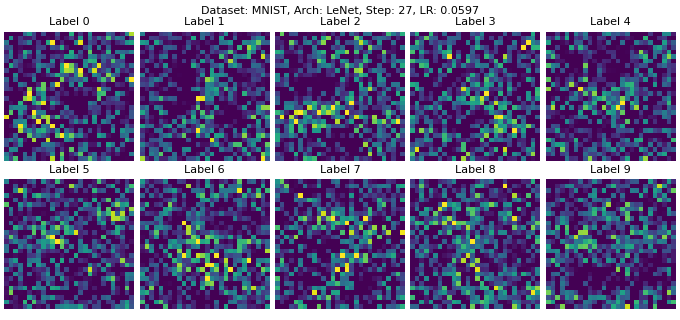 Dataset: MNIST, Arch: LeNet, Step: 27, LR: 0.0597
Label 0
Label 1
Label 2
Label 3
Label 4
Label 5
Label 6
Label 7
Label 8
Label 9